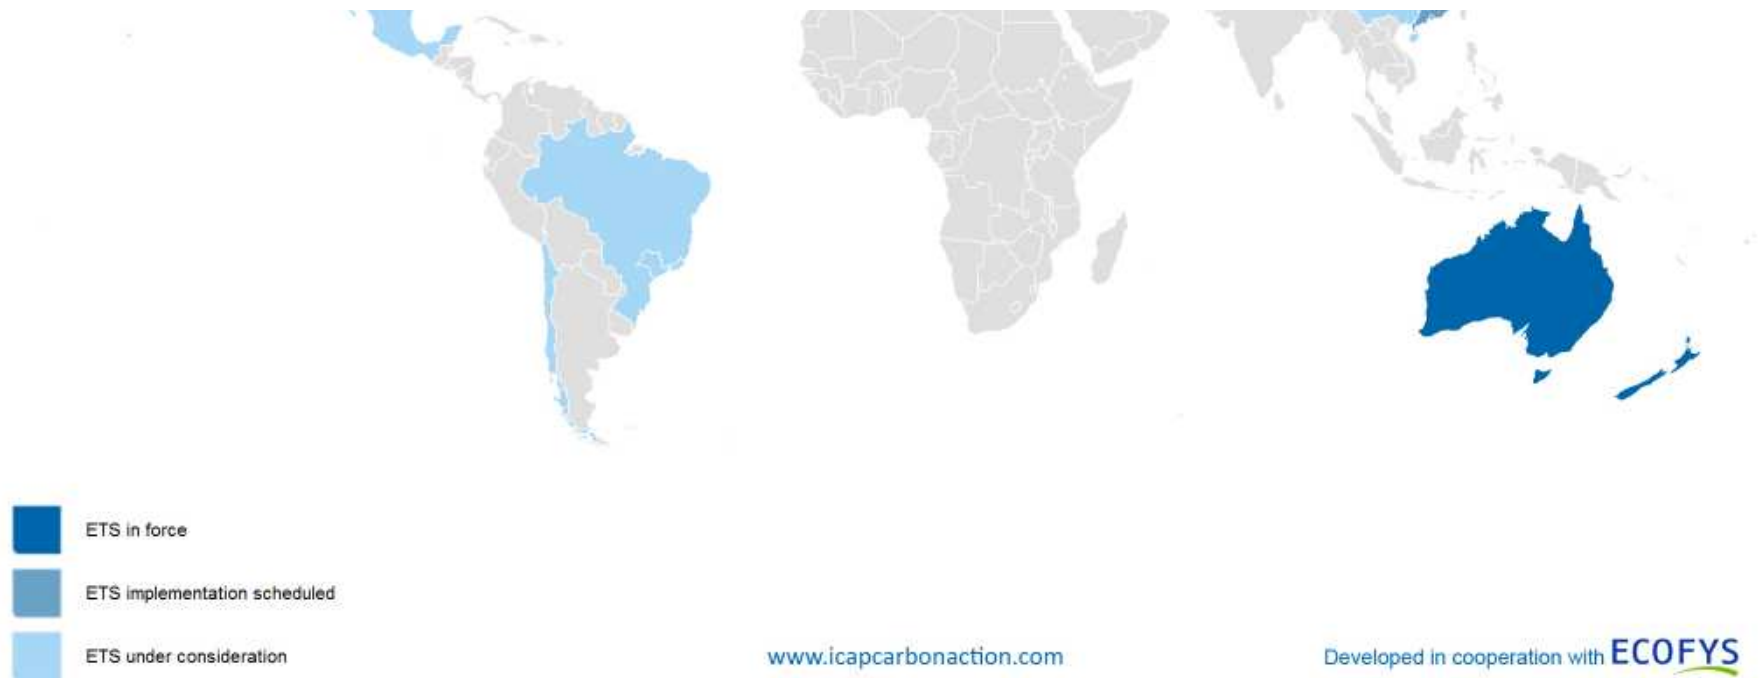 ETS in force
ETS implementation scheduled
ETS under consideration
www.icapcarbonaction.com
Developed in cooperation with ECOFYS